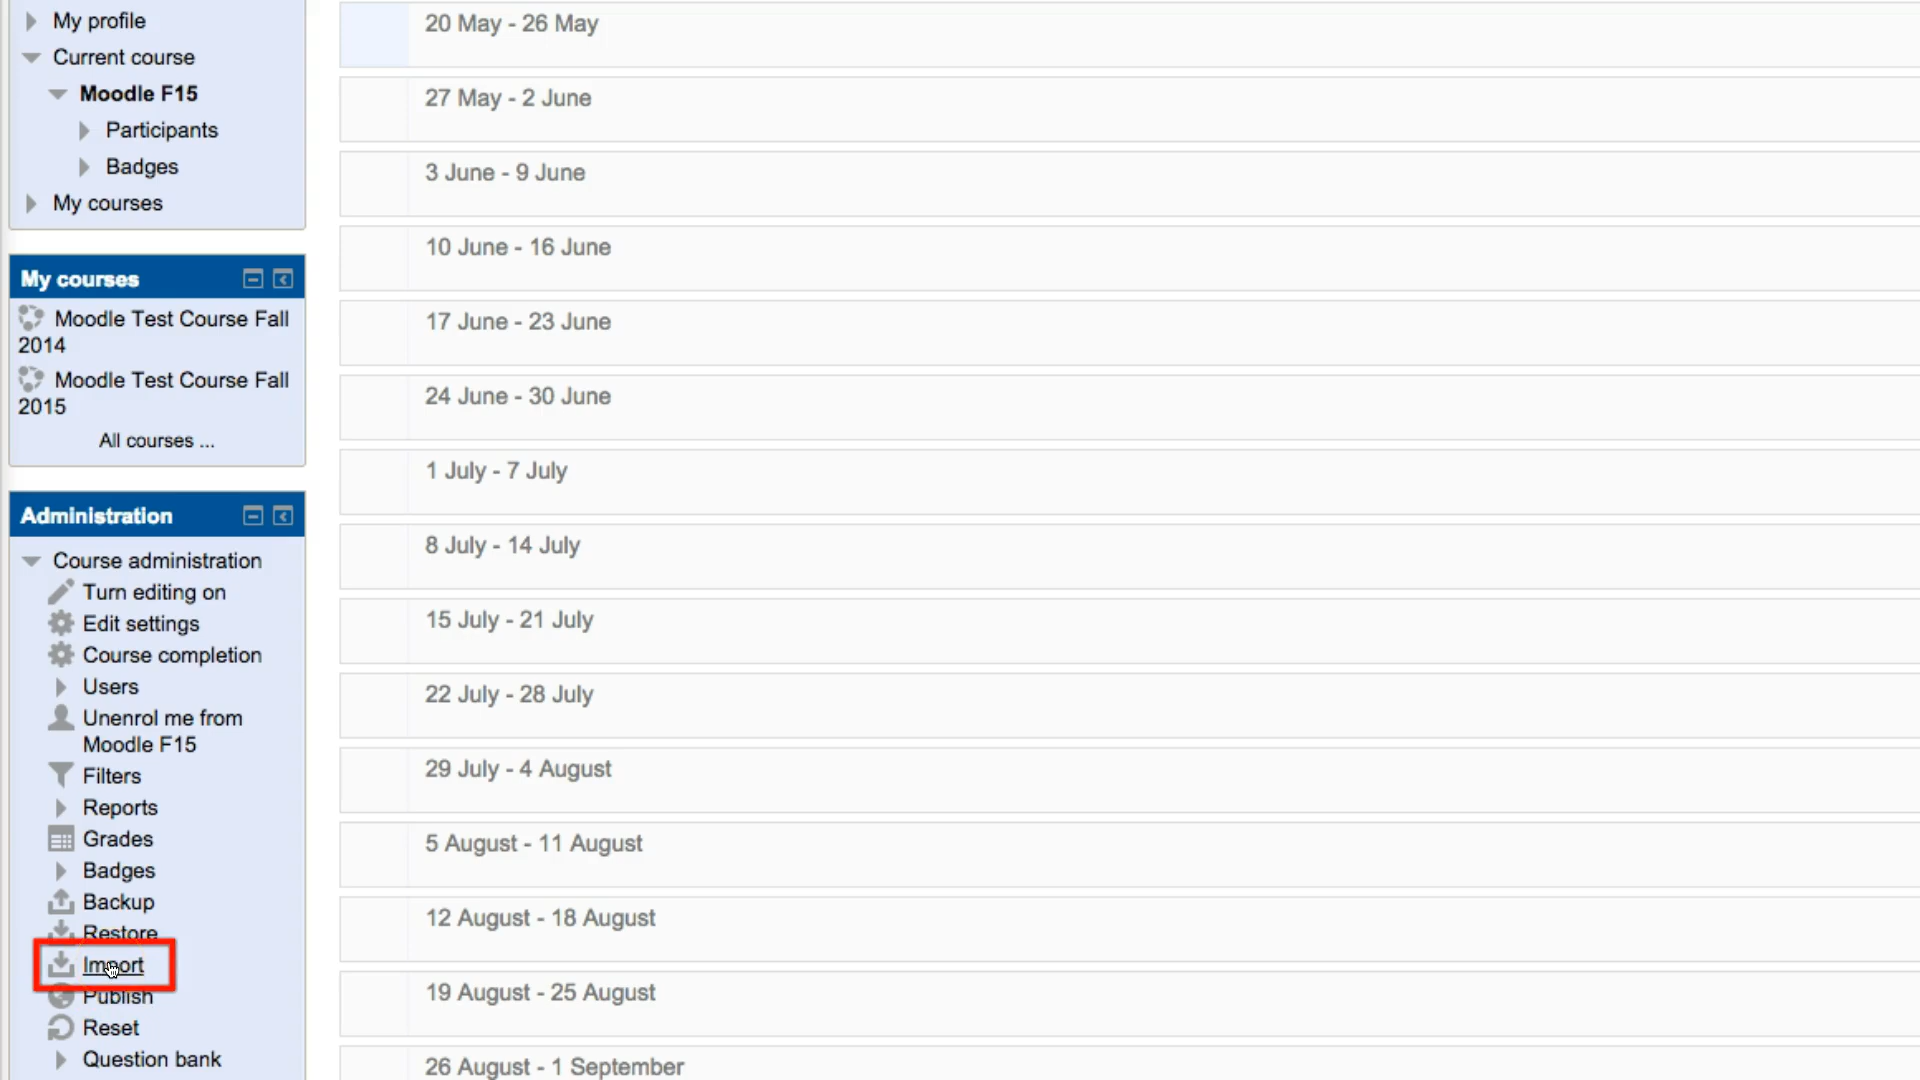 My profile
Current course
Moodle F15
Participants
Badges
My courses
My courses
Moodle Test Course Fall
2014
Moodle Test Course Fall
2015
All courses ...
Administration
Course administration
Turn editing on
Edit settings
Course completion
Users
Unenrol me from
Moodle F15
Filters
Reports
Grades
Badges
Backup
Restore
Import
Publish
Reset
Question bank
20 May - 26 May
27 May - 2 June
3 June - 9 June
10 June - 16 June
17 June - 23 June
24 June - 30 June
1 July - 7 July
8 July - 14 July
15 July - 21 July
22 July - 28 July
29 July - 4 August
5 August - 11 August
12 August - 18 August
19 August - 25 August
26 August - 1 September